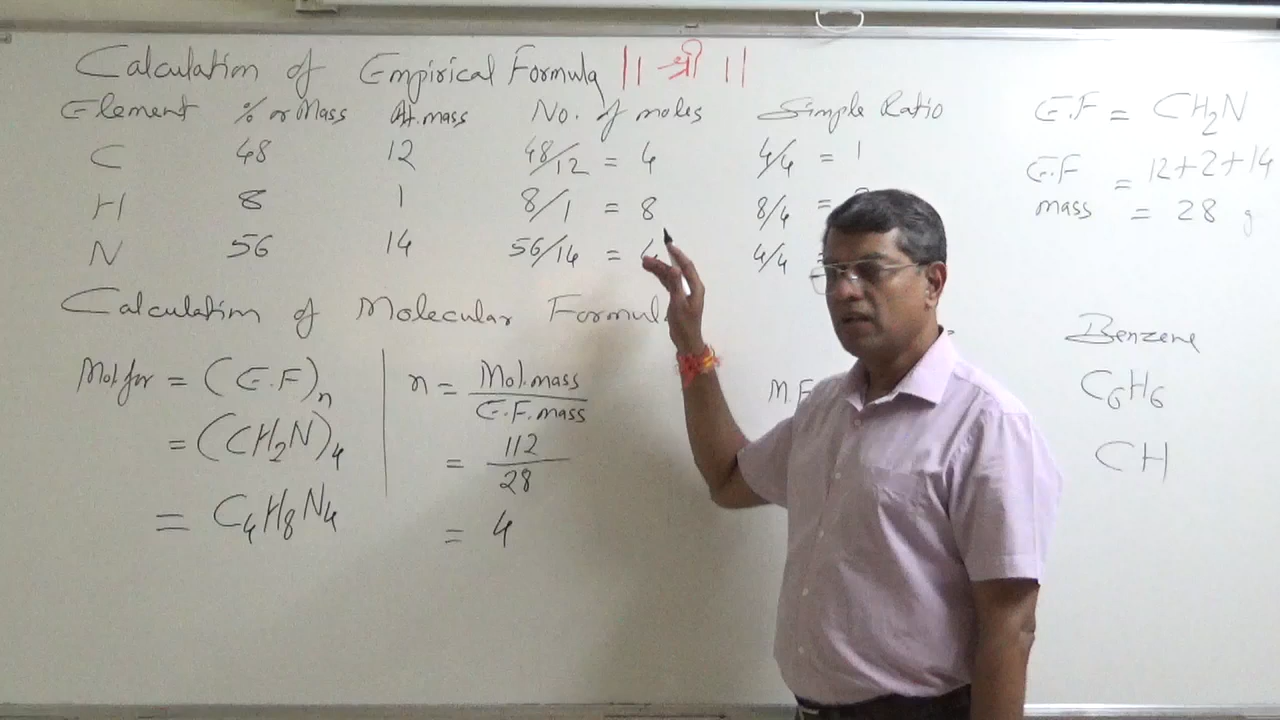 Calculation of Empirical Formula || श्री ||
Element % or Mass At. mass No. of moles Simple Ratio
C 48 12 48/12 = 4 4/4 = 1
H 8 1 8/1 = 8 8/4 =
N 56 14 56/14 = 4/4
E.F = CH2N
E.F mass = 12+2+14
= 28 g
Calculation of Molecular Formul
Mol. for = (E.F)n
= (CH2N)4
= C4H8N4
n = Mol. mass / E.F. mass
= 112 / 28
= 4
M.F
Benzene
C6H6
CH